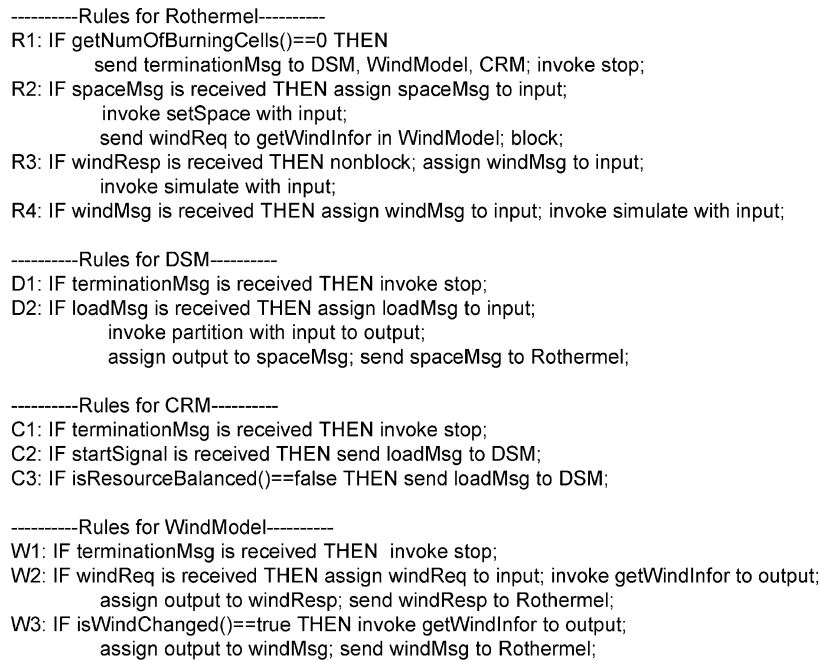 ----------Rules for Rothermel----------
R1: IF getNumOfBurningCells()==0 THEN
send terminationMsg to DSM, WindModel, CRM; invoke stop;
R2: IF spaceMsg is received THEN assign spaceMsg to input;
invoke setSpace with input;
send windReq to getWindInfor in WindModel; block;
R3: IF windResp is received THEN nonblock; assign windMsg to input;
invoke simulate with input;
R4: IF windMsg is received THEN assign windMsg to input; invoke simulate with input;
----------Rules for DSM----------
D1: IF terminationMsg is received THEN invoke stop;
D2: IF loadMsg is received THEN assign loadMsg to input;
invoke partition with input to output;
assign output to spaceMsg; send spaceMsg to Rothermel;
----------Rules for CRM----------
C1: IF terminationMsg is received THEN invoke stop;
C2: IF startSignal is received THEN send loadMsg to DSM;
C3: IF isResourceBalanced()==false THEN send loadMsg to DSM;
----------Rules for WindModel----------
W1: IF terminationMsg is received THEN  invoke stop;
W2: IF windReq is received THEN assign windReq to input; invoke getWindInfor to output;
assign output to windResp; send windResp to Rothermel;
W3: IF isWindChanged()==true THEN invoke getWindInfor to output;
assign output to windMsg; send windMsg to Rothermel;